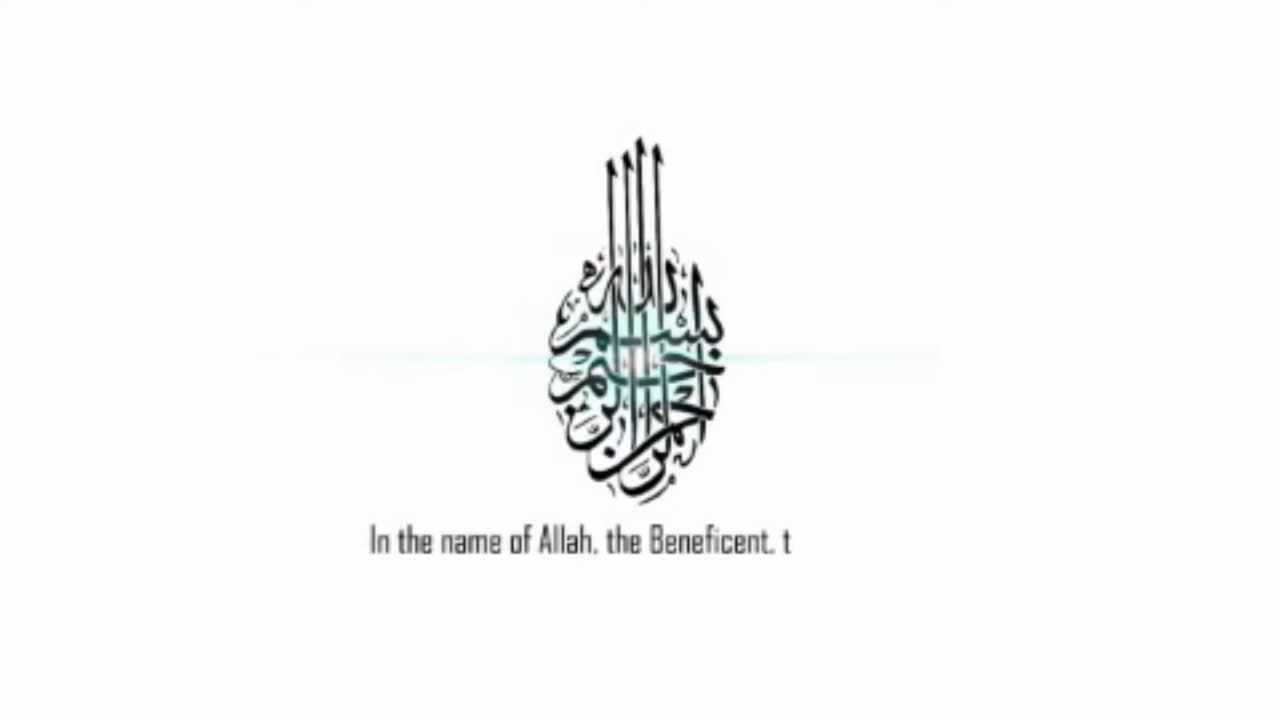 بسم الله الرحمن الرحيم
In the name of Allah, the Beneficent, t